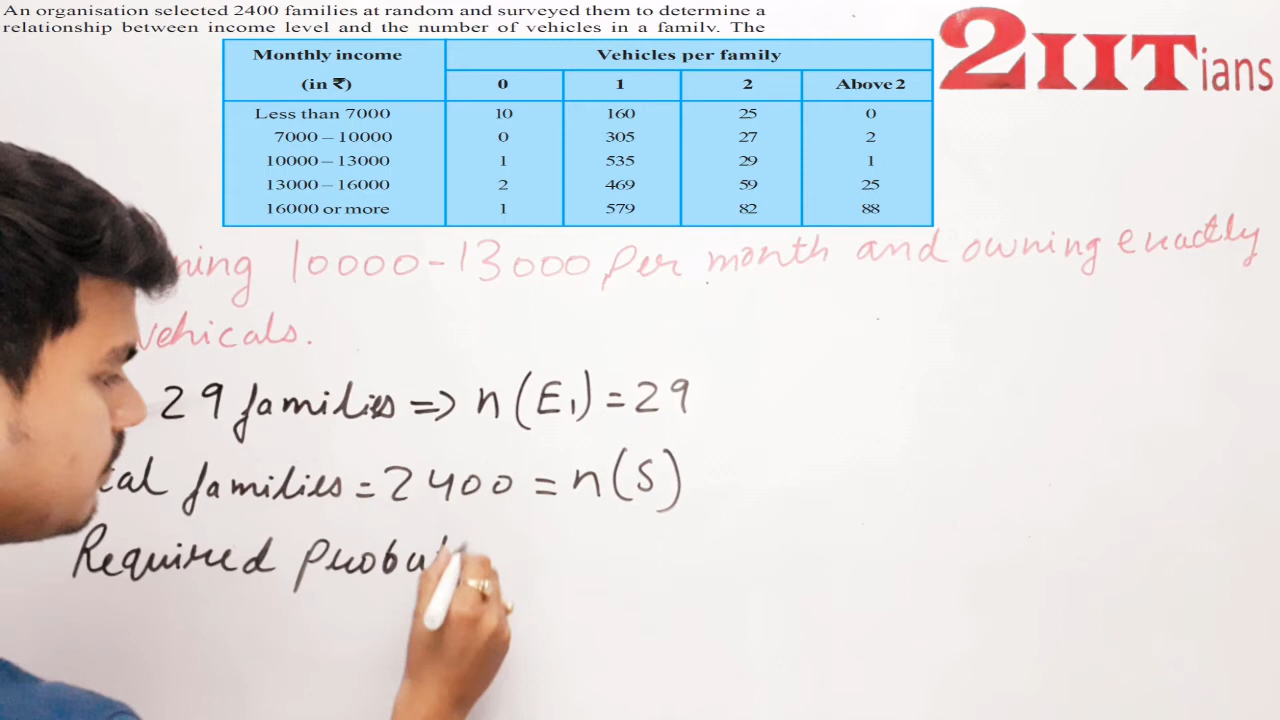 An organisation selected 2400 families at random and surveyed them to determine a
relationship between income level and the number of vehicles in a family. The
2IITians
Monthly income Vehicles per family
(in ₹) 0 1 2 Above 2
Less than 7000 10 160 25 0
7000 – 10000 0 305 27 2
10000 – 13000 1 535 29 1
13000 – 16000 2 469 59 25
16000 or more 1 579 82 88
ning 10000-13000 per month and owning exactly
vehicals.
29 families => n(E₁) = 29
tal families = 2400 = n(S)
Required proba